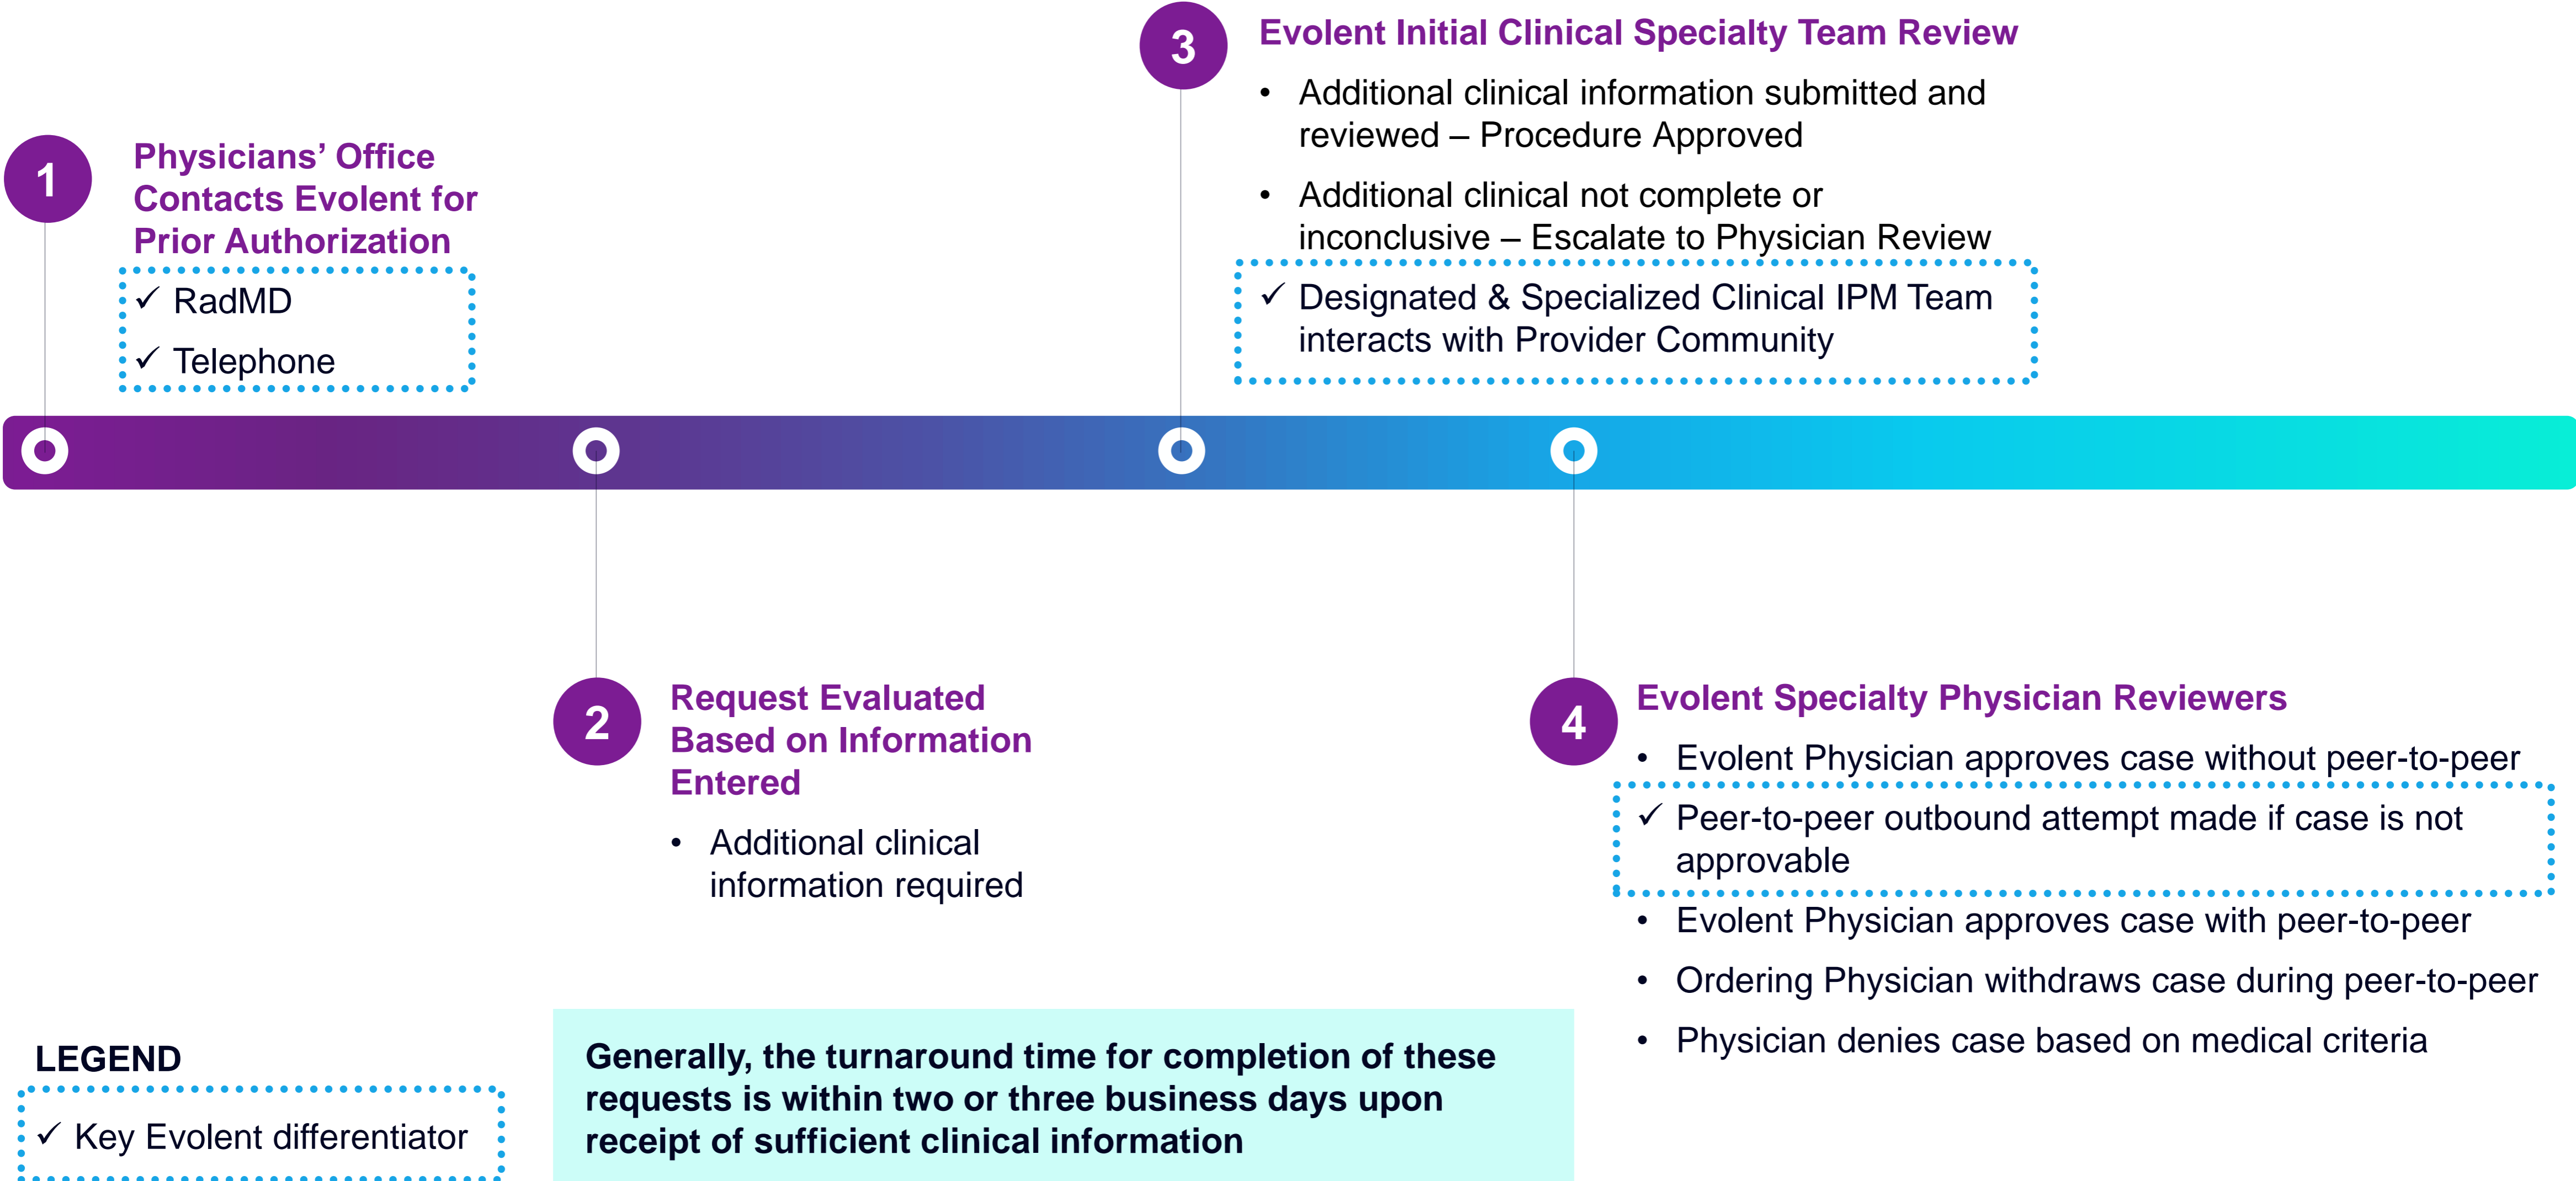 1
Physicians’ Office
Contacts Evolent for
Prior Authorization
✓ RadMD
✓ Telephone
2
Request Evaluated
Based on Information
Entered
• Additional clinical
information required
3
Evolent Initial Clinical Specialty Team Review
• Additional clinical information submitted and
reviewed – Procedure Approved
• Additional clinical not complete or
inconclusive – Escalate to Physician Review
✓ Designated & Specialized Clinical IPM Team
interacts with Provider Community
4
Evolent Specialty Physician Reviewers
• Evolent Physician approves case without peer-to-peer
✓ Peer-to-peer outbound attempt made if case is not
approvable
• Evolent Physician approves case with peer-to-peer
• Ordering Physician withdraws case during peer-to-peer
• Physician denies case based on medical criteria
LEGEND
✓ Key Evolent differentiator
Generally, the turnaround time for completion of these
requests is within two or three business days upon
receipt of sufficient clinical information